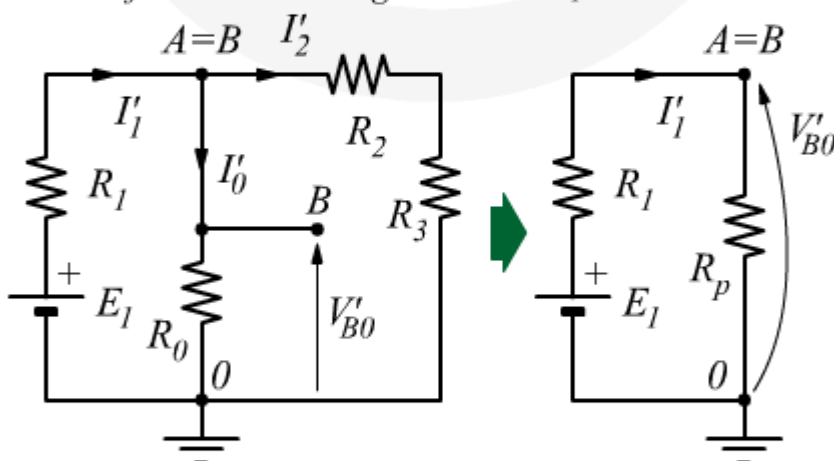 A=B
I'2
A=B
I'1
I'1
V'B0
R2
R1
I'0
B
R3
R1
+
E1
R0
V'B0
Rp
+
E1
0
0